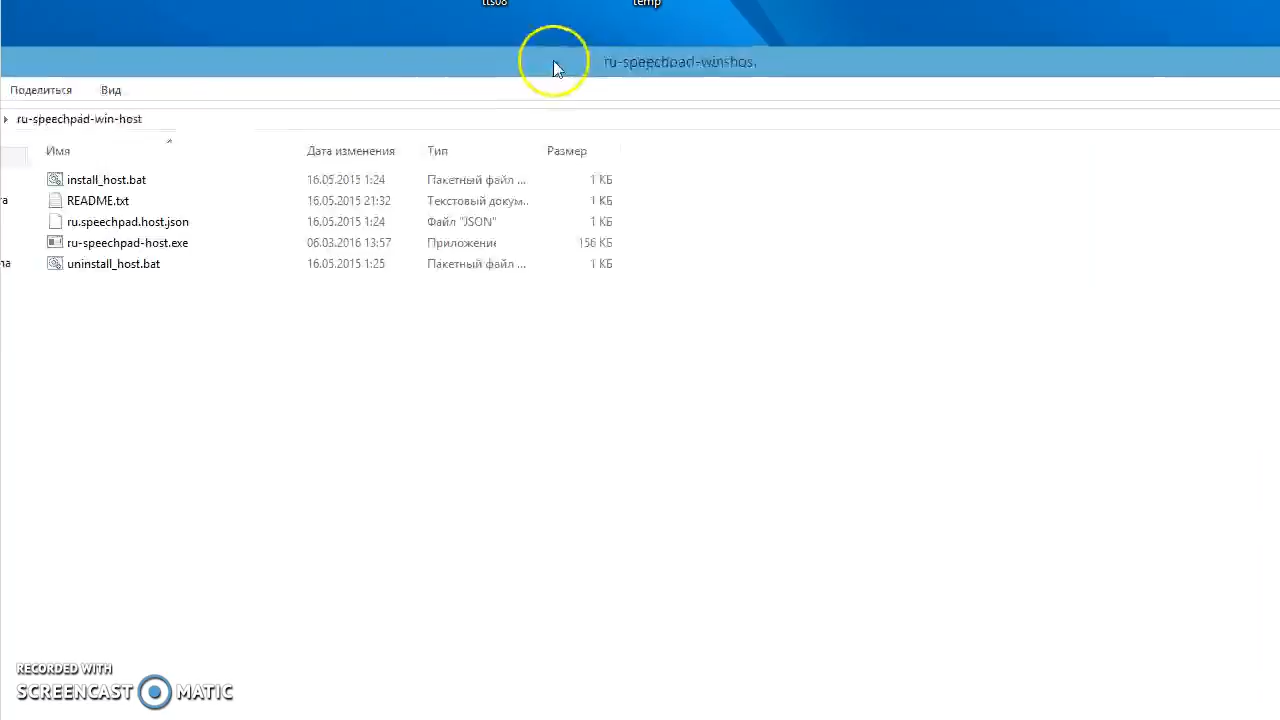 tts08 temp
ru-speechpad-win-host
Поделиться Вид
ru-speechpad-win-host
Имя Дата изменения Тип Размер
install_host.bat 16.05.2015 1:24 Пакетный файл ... 1 КБ
README.txt 16.05.2015 21:32 Текстовый докум... 1 КБ
ru.speechpad.host.json 16.05.2015 1:24 Файл "JSON" 1 КБ
ru-speechpad-host.exe 06.03.2016 13:57 Приложение 156 КБ
uninstall_host.bat 16.05.2015 1:25 Пакетный файл ... 1 КБ
RECORDED WITH
SCREENCAST MATIC